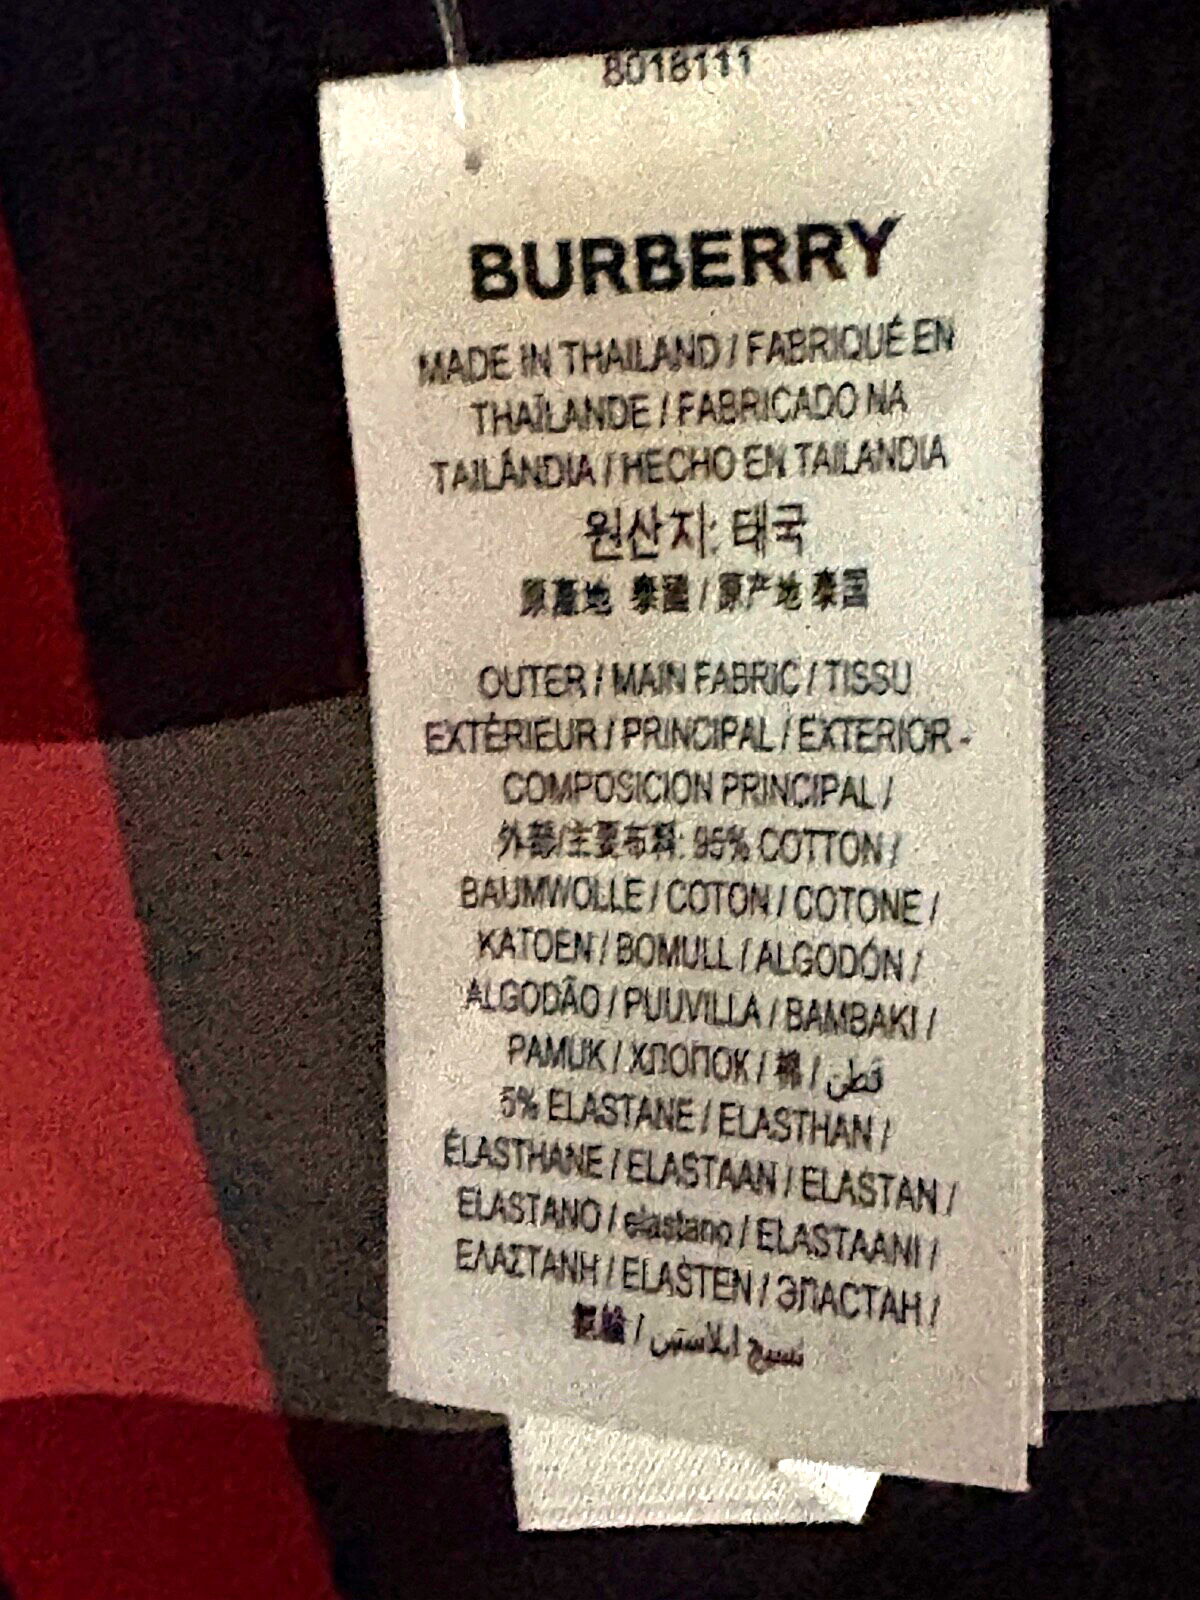 8018111
BURBERRY
MADE IN THAILAND / FABRIQUÉ EN
THAÏLANDE / FABRICADO NA
TAILÂNDIA / HECHO EN TAILANDIA
원산지: 태국
原產地 泰國 / 原产地 泰国
OUTER / MAIN FABRIC / TISSU
EXTÉRIEUR / PRINCIPAL / EXTERIOR -
COMPOSICION PRINCIPAL /
外部/主要布料: 95% COTTON /
BAUMWOLLE / COTON / COTONE /
KATOEN / BOMULL / ALGODÓN /
ALGODÃO / PUUVILLA / BAMBAKI /
PAMUK / ХЛОПОК / 棉 / قطن
5% ELASTANE / ELASTHAN /
ÉLASTHANE / ELASTAAN / ELASTAN /
ELASTANO / elastano / ELASTAANI /
ΕΛΑΣΤΑΝΗ / ELASTEN / ЭЛАСТАН /
/ نسيج ايلاستين